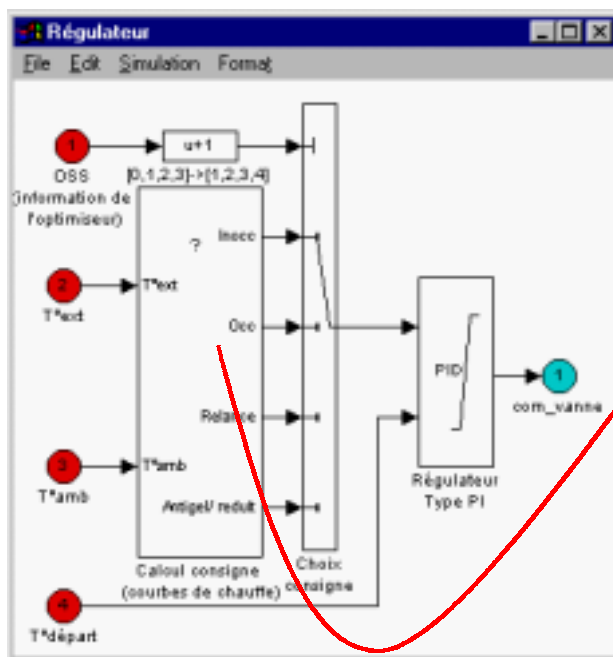 Régulateur
File Edit Simulation Format
1
OSS
(information de
l'optimiseur)
u+1
[0,1,2,3]->[1,2,3,4]
?
Inocc
2
T°ext
T°ext
Occ
PID
1
com_vanne
Relance
3
T°amb
T°amb
Antigel/ reduit
Régulateur
Type PI
Calcul consigne
(courbes de chauffe)
Choix
consigne
4
T°départ